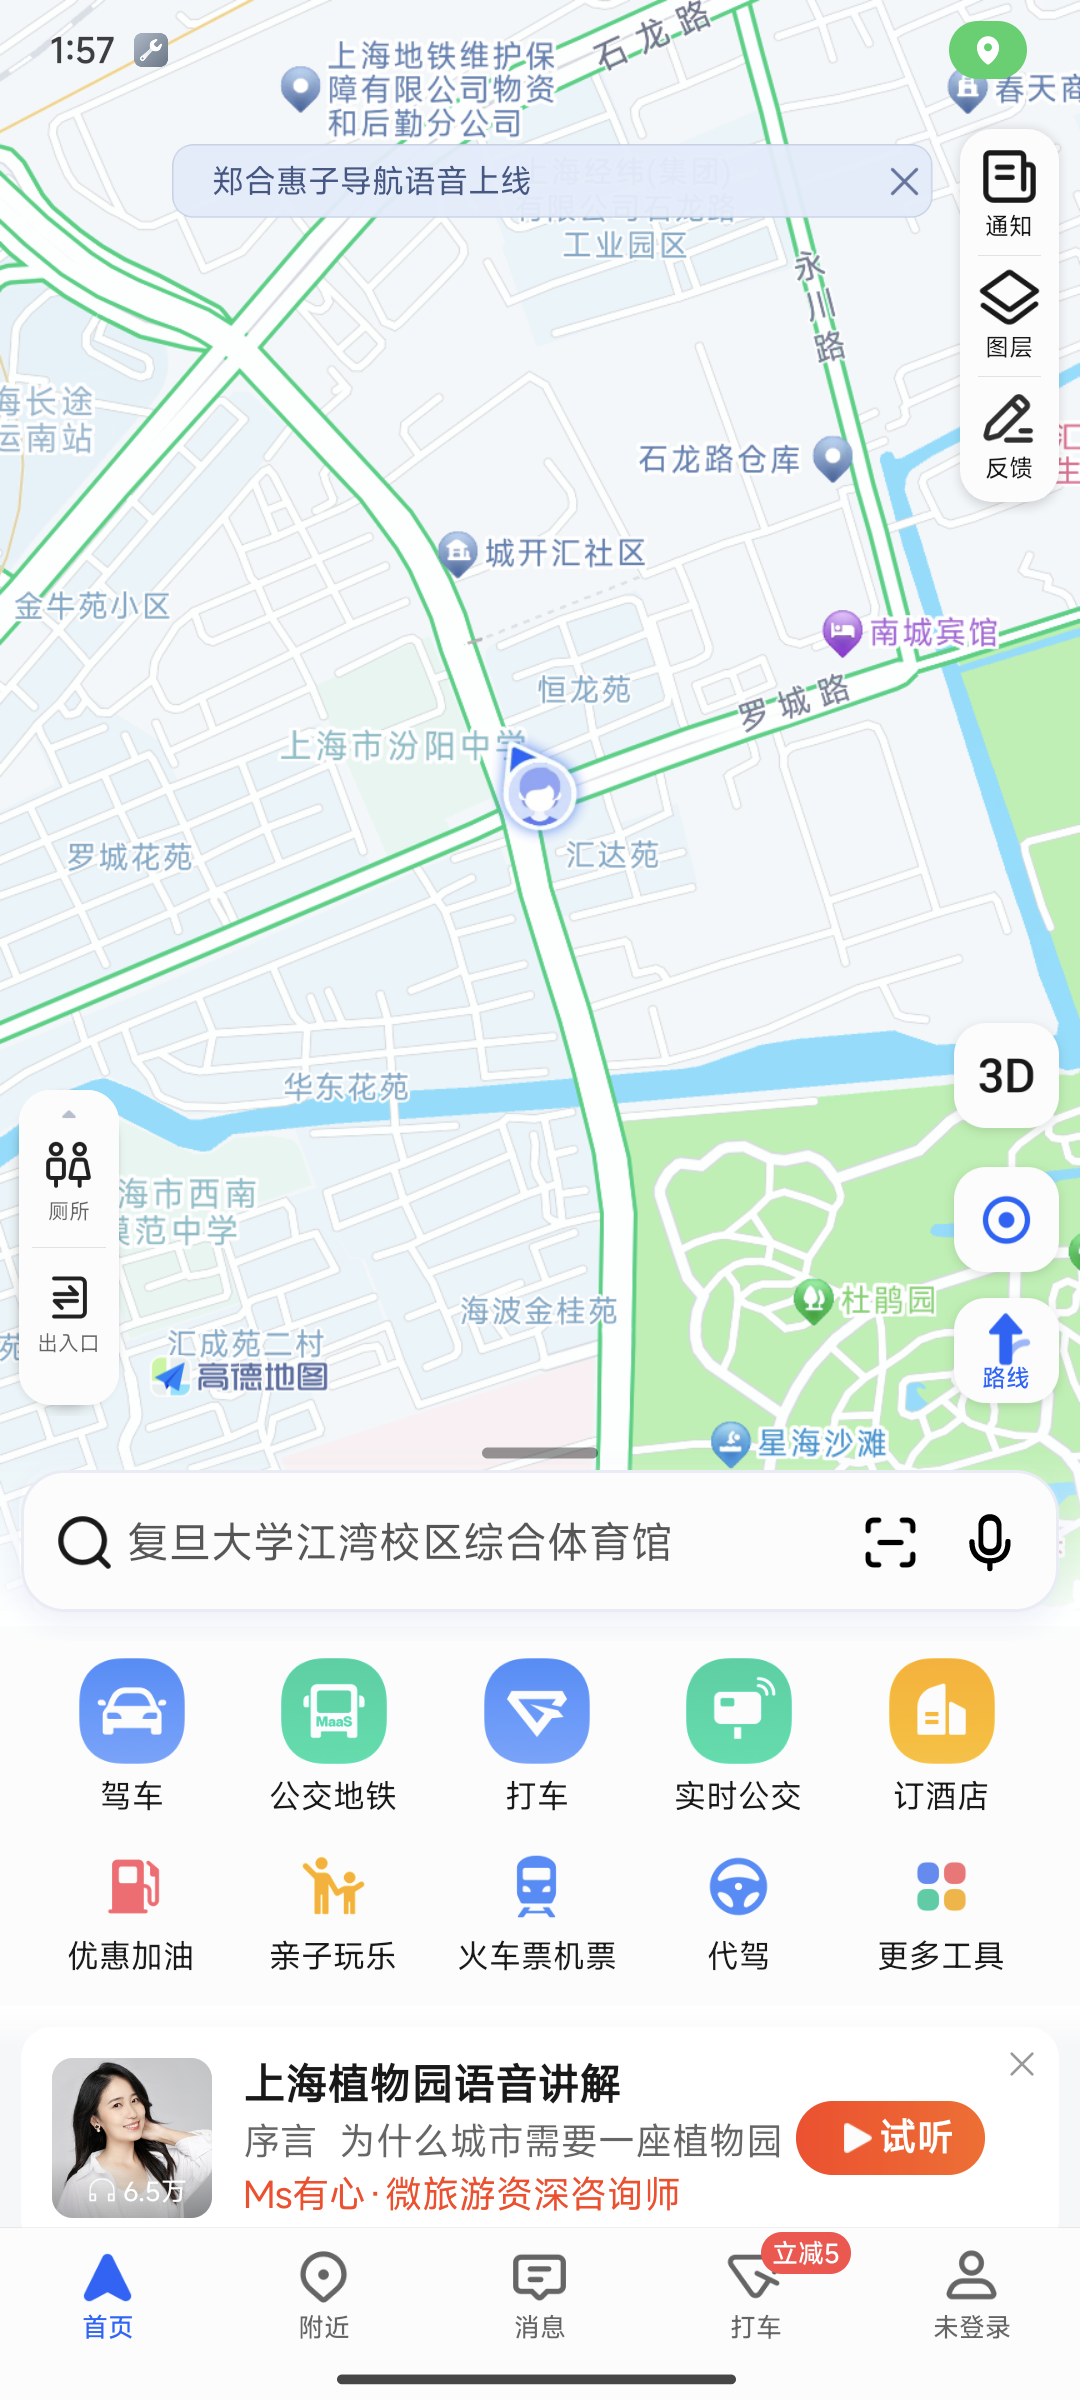 1:57
石龙路
上海地铁维护保
障有限公司物资
和后勤分公司
春天商
郑合惠子导航语音上线
上海经纬(集团)
有限公司石龙路
工业园区
通知
永川路
图层
海长途
运南站
汇
石龙路仓库
反馈
生
城开汇社区
金牛苑小区
南城宾馆
恒龙苑
罗城路
上海市汾阳中学
罗城花苑
汇达苑
3D
华东花苑
厕所
海市西南
模范中学
出入口
海波金桂苑
杜鹃园
苑
汇成苑二村
高德地图
路线
星海沙滩
复旦大学江湾校区综合体育馆
MaaS
驾车
公交地铁
打车
实时公交
订酒店
优惠加油
亲子玩乐
火车票机票
代驾
更多工具
上海植物园语音讲解
序言 为什么城市需要一座植物园
试听
6.5万
Ms有心·微旅游资深咨询师
立减5
首页
附近
消息
打车
未登录